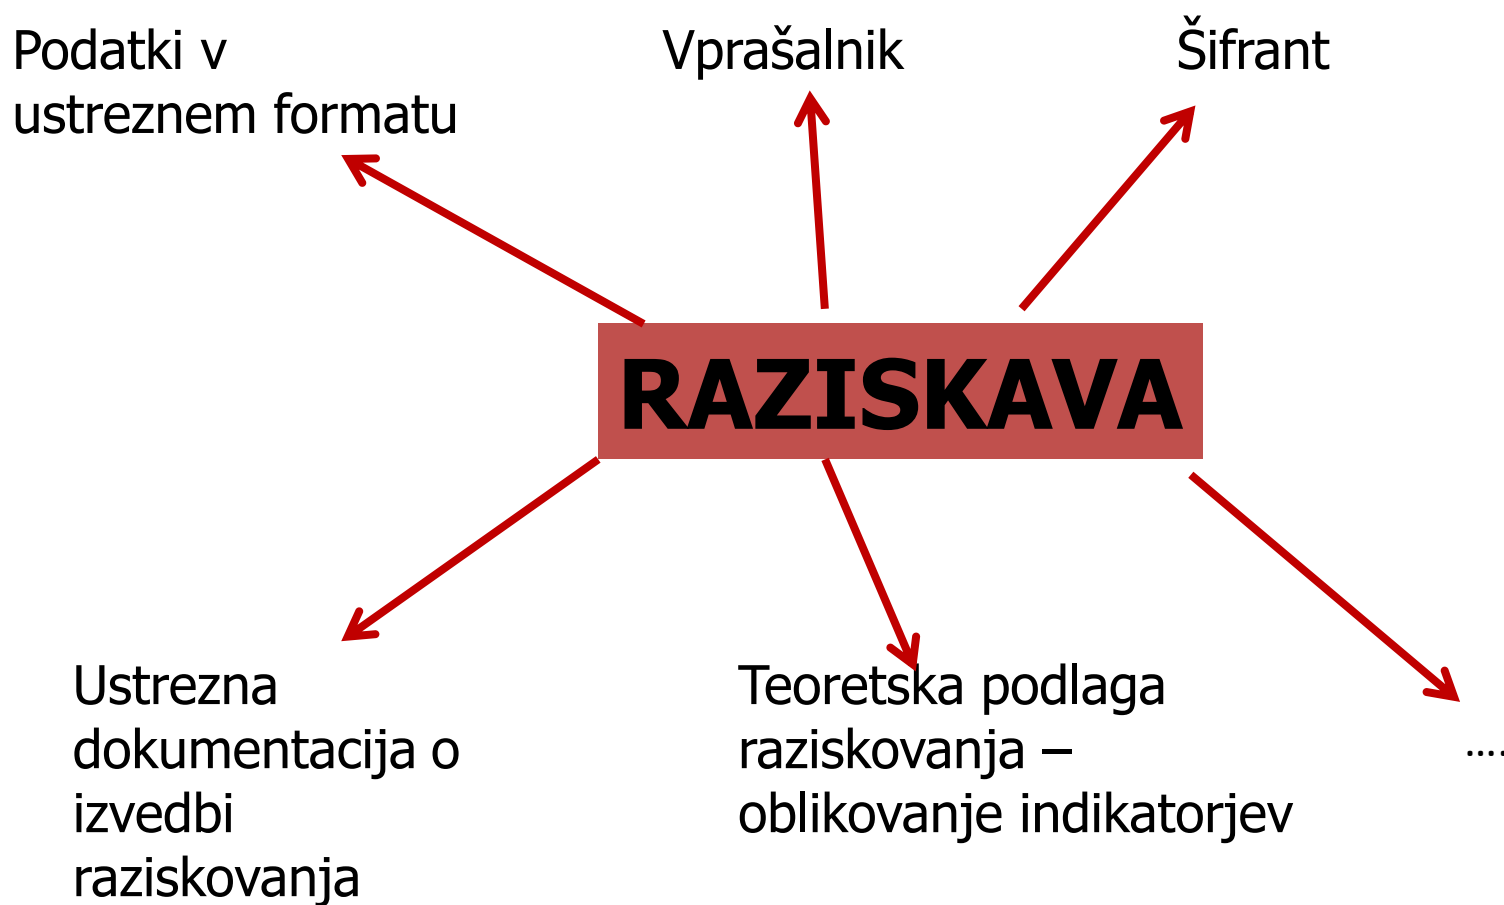 Podatki v
ustreznem formatu
Vprašalnik
Šifrant
RAZISKAVA
Ustrezna
dokumentacija o
izvedbi
raziskovanja
Teoretska podlaga
raziskovanja –
oblikovanje indikatorjev
....